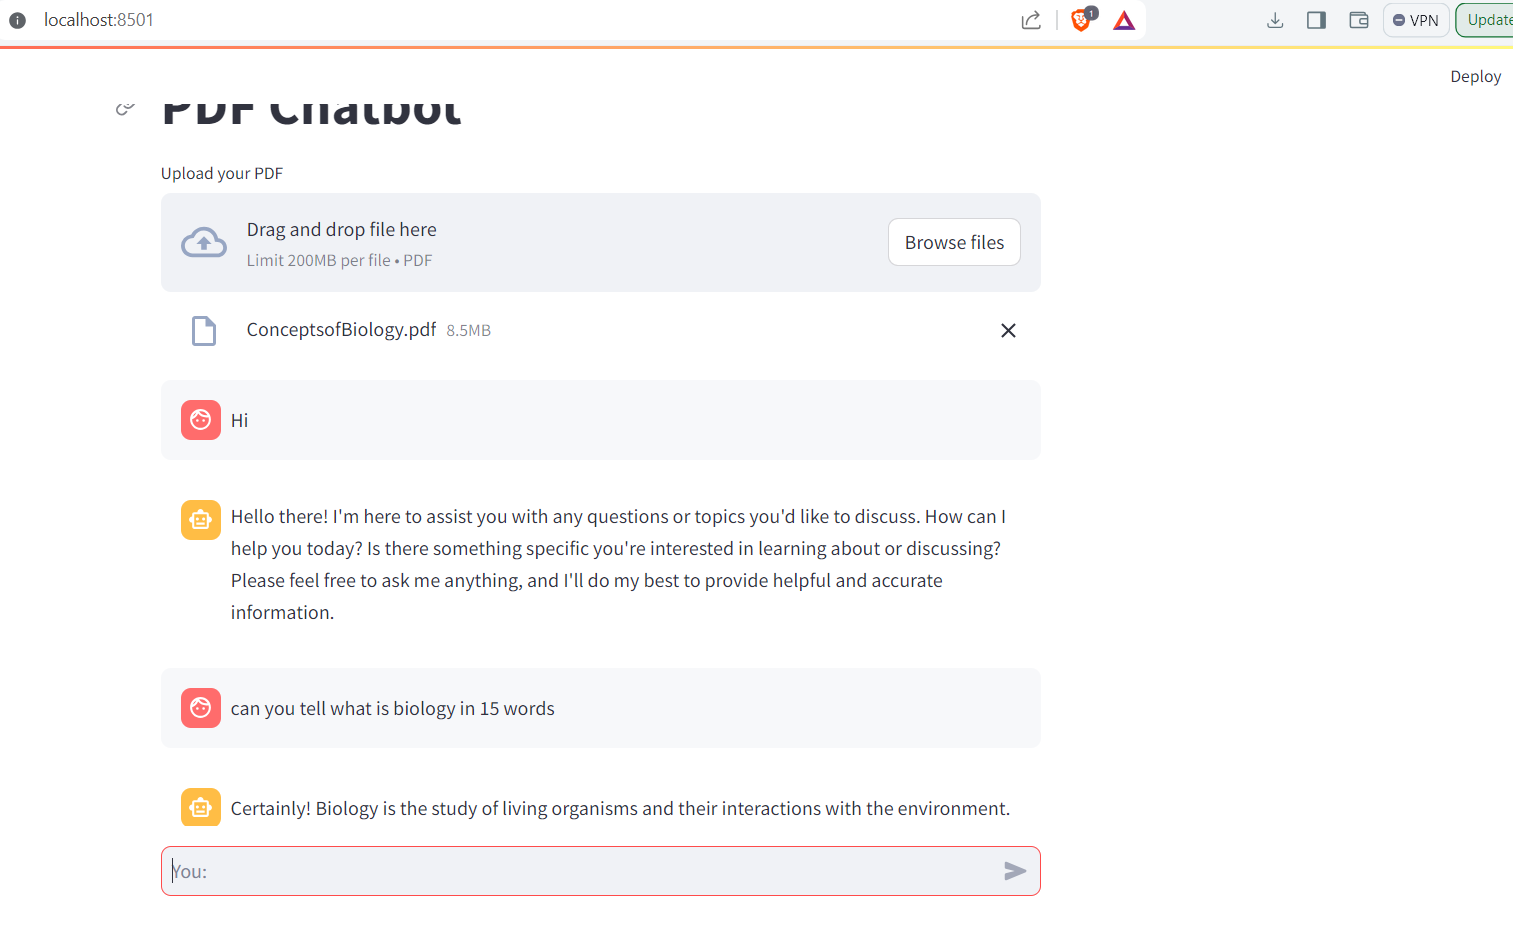 localhost:8501
1
VPN
Update
Deploy
PDF Chatbot
Upload your PDF
Drag and drop file here
Limit 200MB per file • PDF
Browse files
ConceptsofBiology.pdf 8.5MB
Hi
Hello there! I'm here to assist you with any questions or topics you'd like to discuss. How can I
help you today? Is there something specific you're interested in learning about or discussing?
Please feel free to ask me anything, and I'll do my best to provide helpful and accurate
information.
can you tell what is biology in 15 words
Certainly! Biology is the study of living organisms and their interactions with the environment.
You: